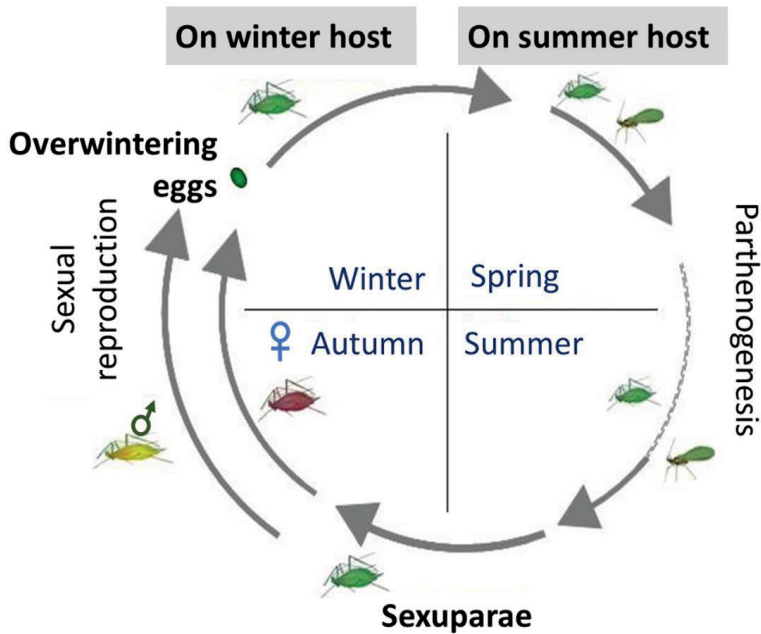 On winter host
On summer host
Overwintering
eggs
Sexual
reproduction
Parthenogenesis
Winter
Spring
♀ Autumn
Summer
♂
Sexuparae